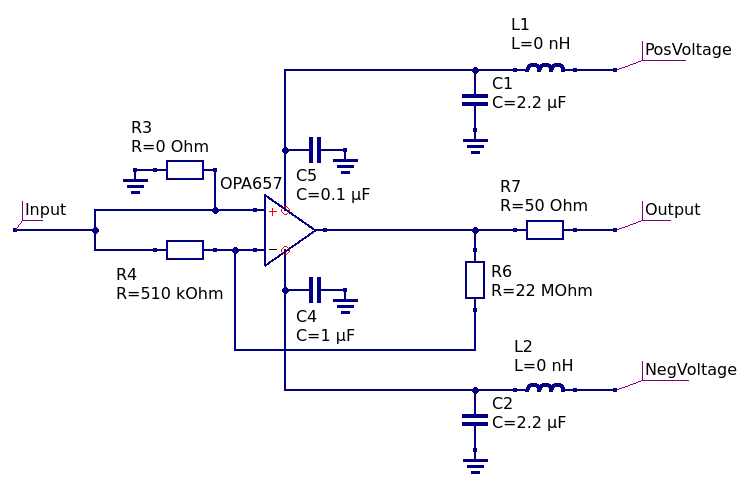 L1
L=0 nH
PosVoltage
C1
C=2.2 µF
R3
R=0 Ohm
C5
C=0.1 µF
OPA657
R7
R=50 Ohm
Input
Output
+
−
R4
R=510 kOhm
R6
R=22 MOhm
C4
C=1 µF
L2
L=0 nH
NegVoltage
C2
C=2.2 µF